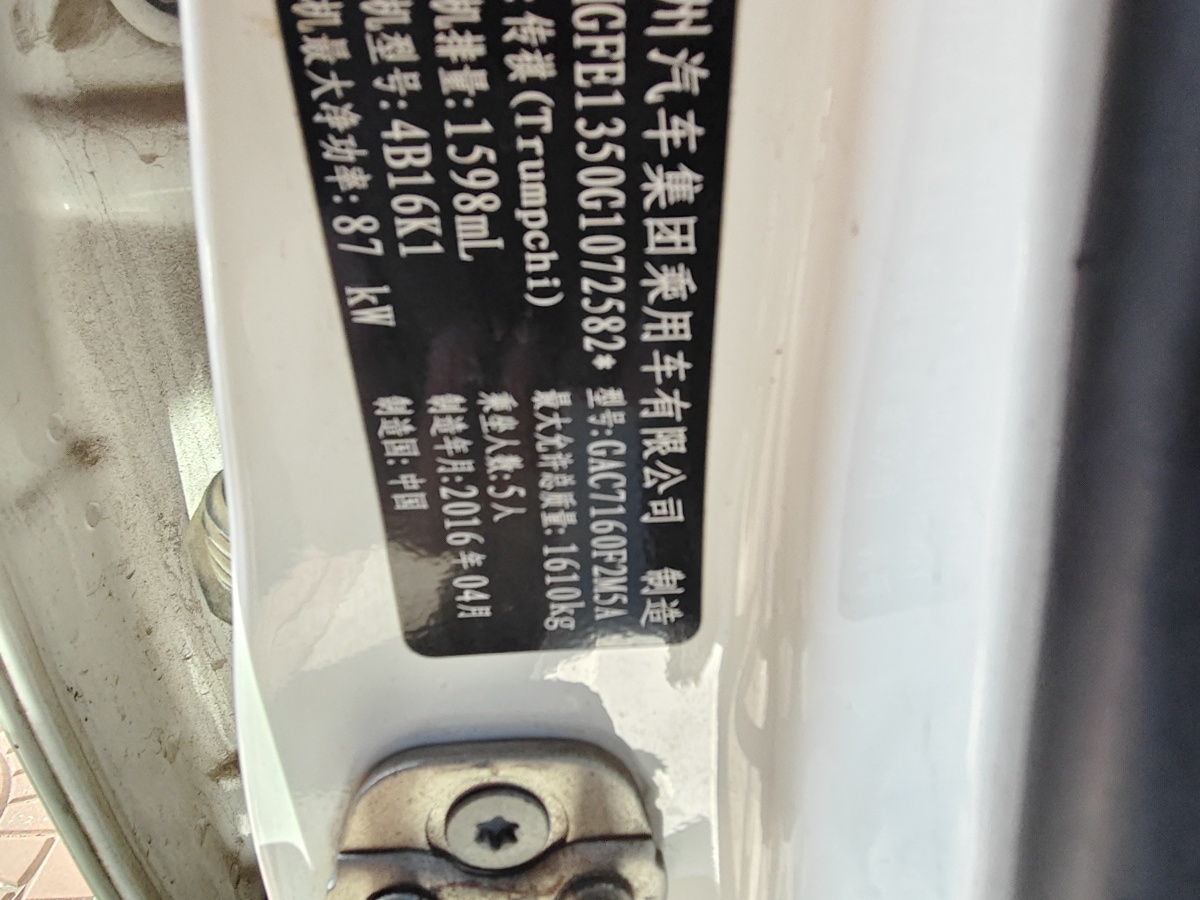 州汽车集团乘用车有限公司 制造
GFE1350G1072582* 型号:GAC7160F2M5A
传祺(Trumpchi) 最大允许总质量:1610kg
机排量:1598mL 乘坐人数:5人
机型号:4B16K1 制造年月:2016年04月
机最大净功率:87 kW 制造国:中国